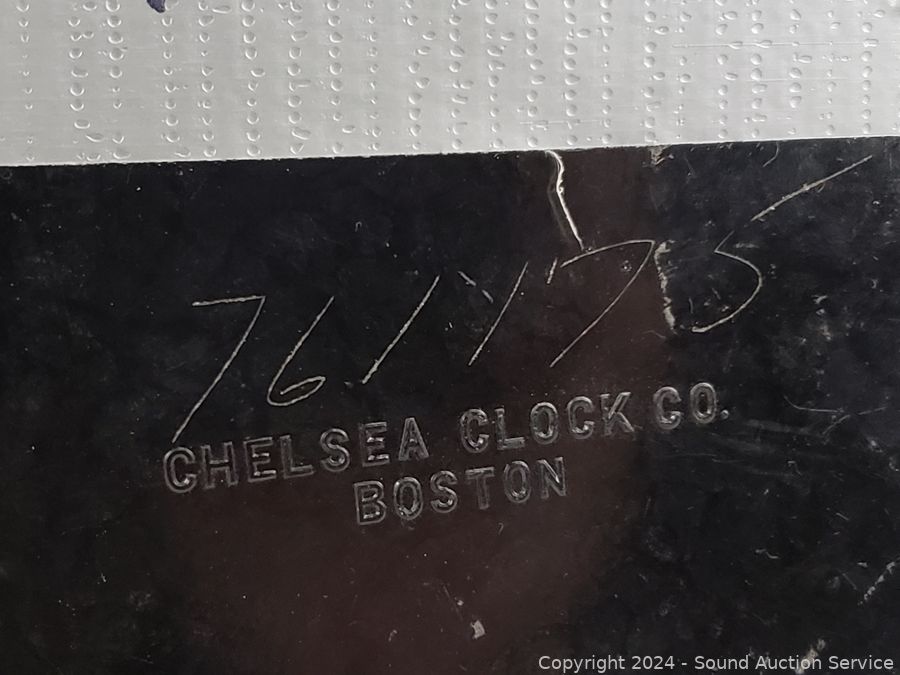 761175
CHELSEA CLOCK CO.
BOSTON
Copyright 2024 - Sound Auction Service